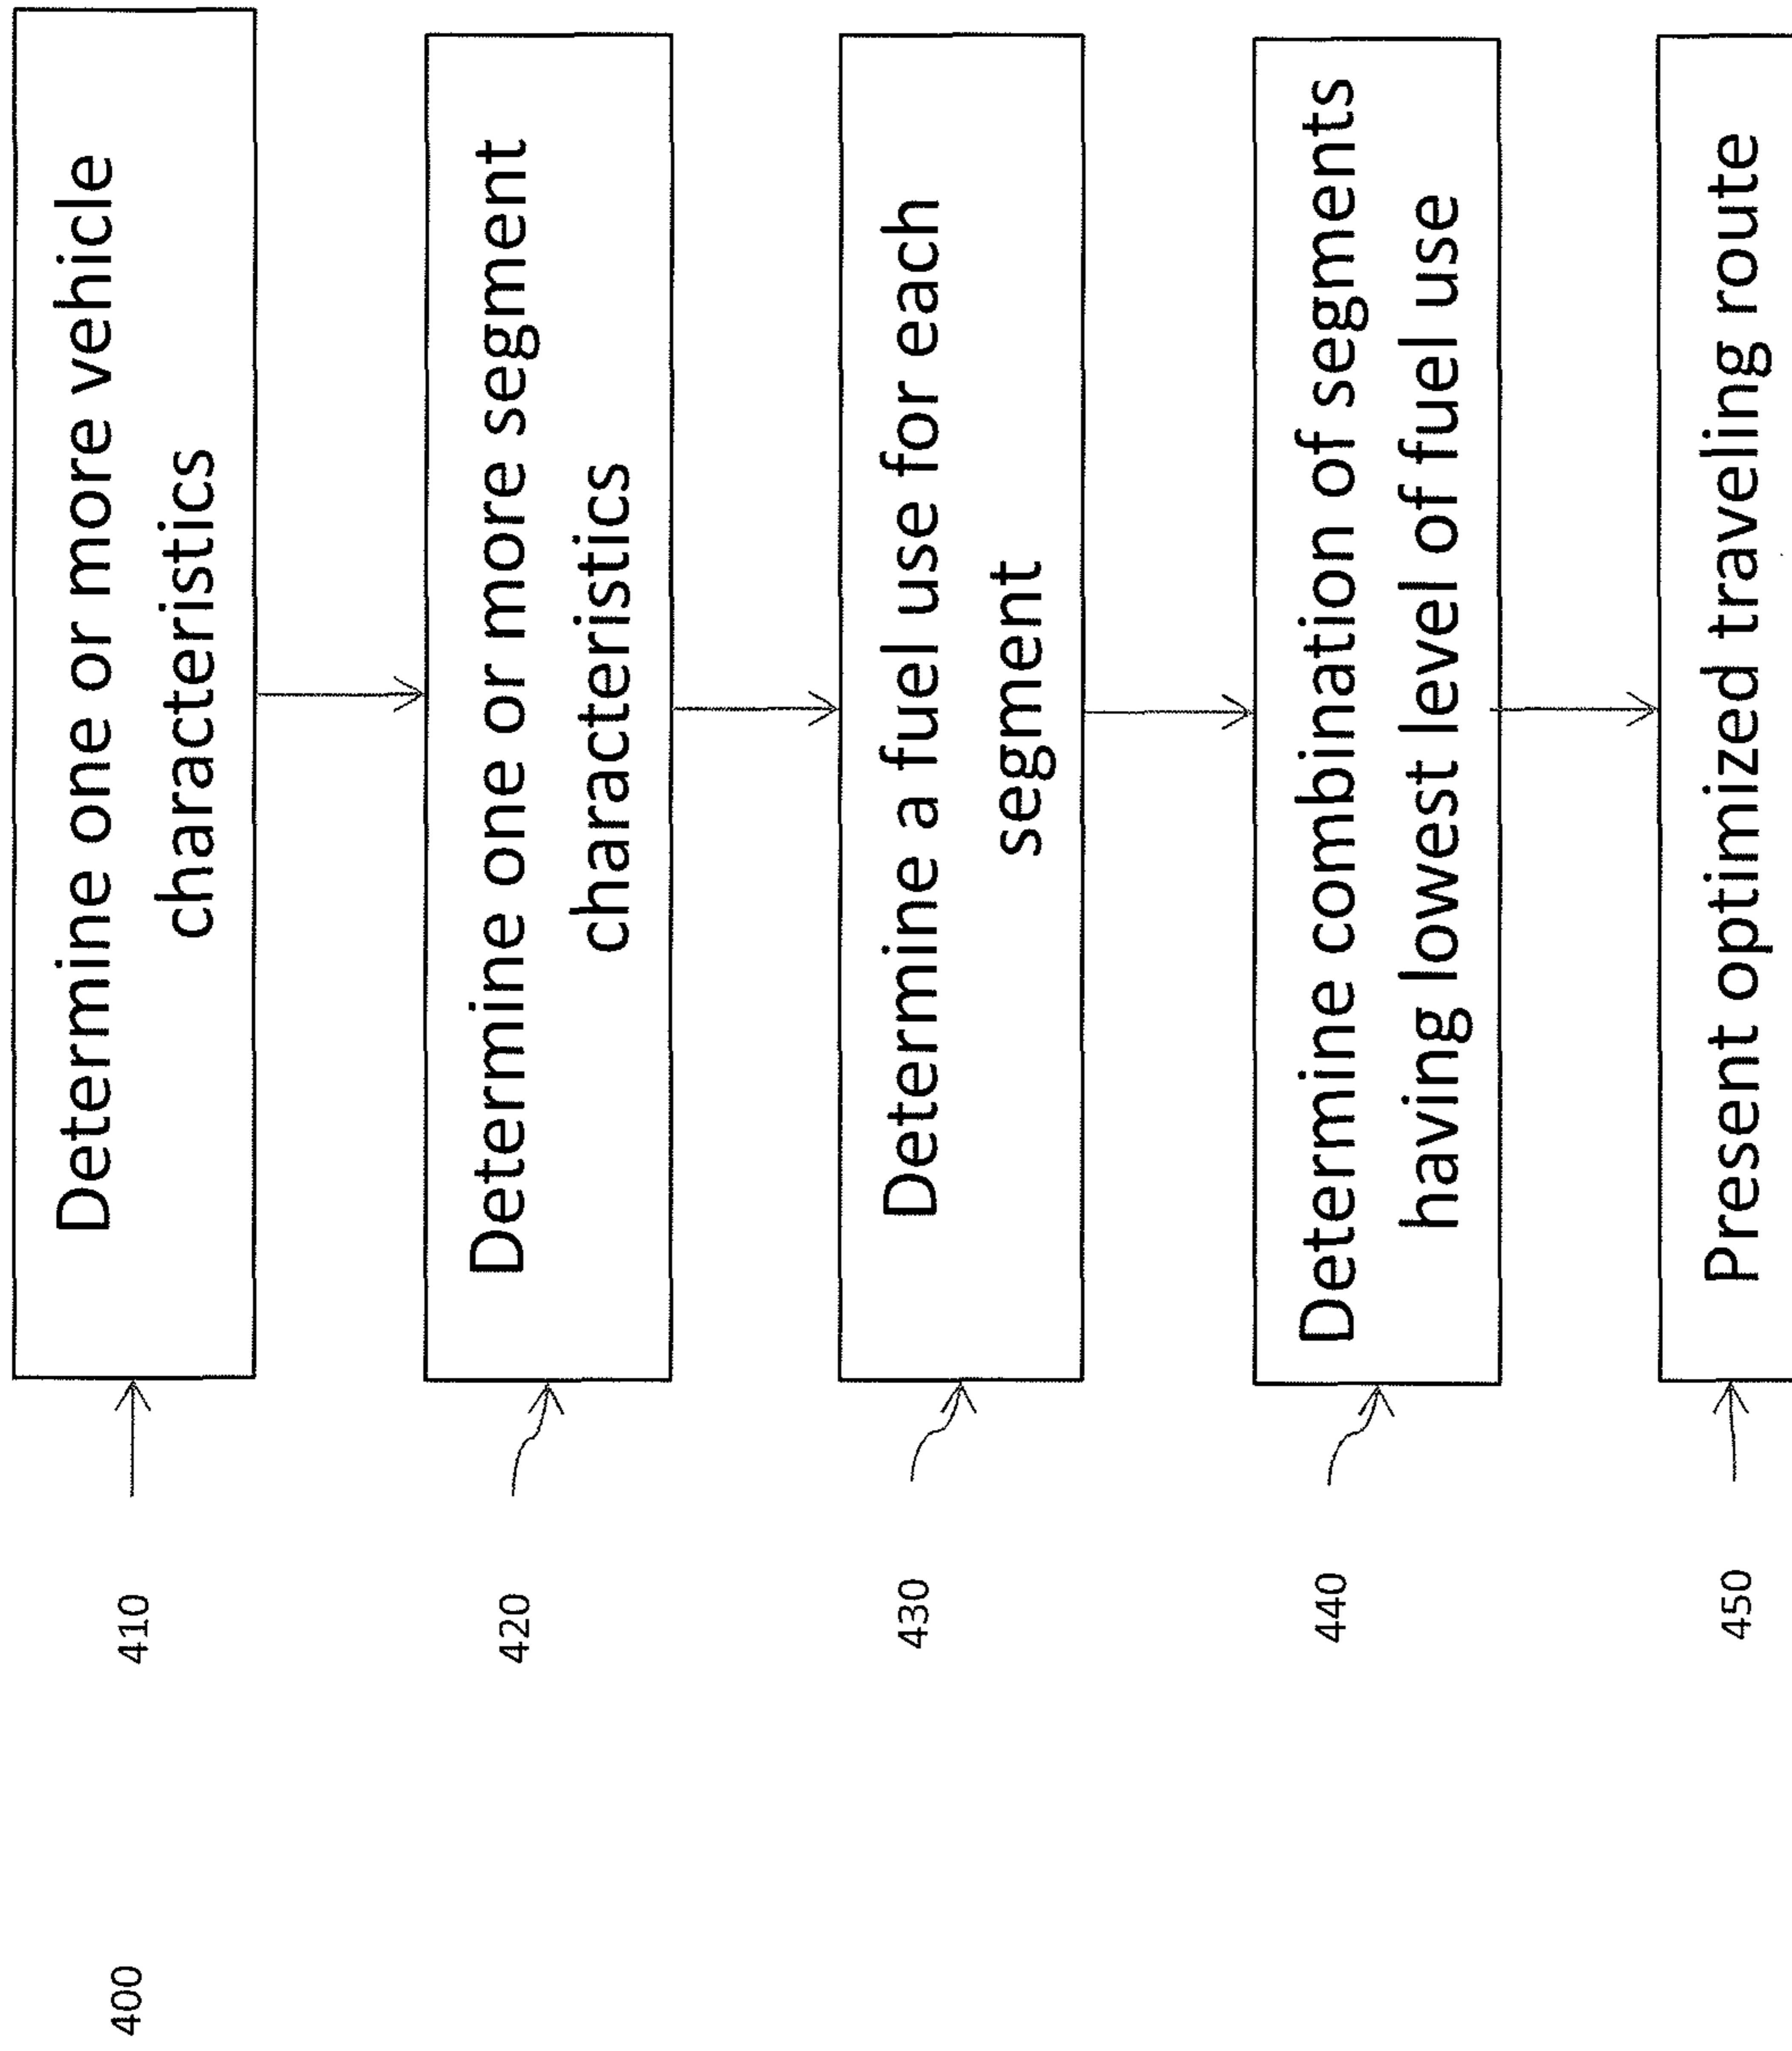 400
410
Determine one or more vehicle
characteristics
420
Determine one or more segment
characteristics
430
Determine a fuel use for each
segment
440
Determine combination of segments
having lowest level of fuel use
450
Present optimized traveling route